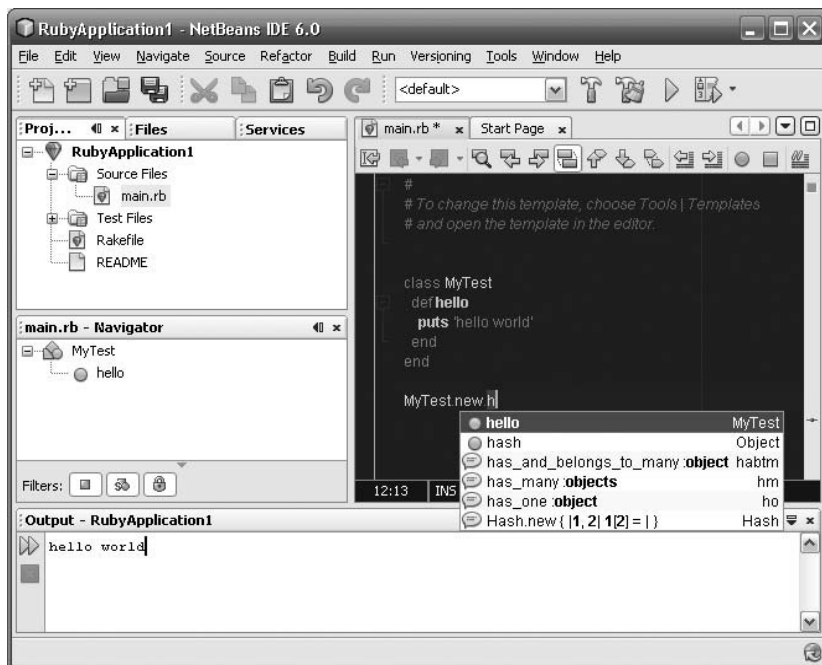 RubyApplication1 - NetBeans IDE 6.0
File Edit View Navigate Source Refactor Build Run Versioning Tools Window Help
<default>
Proj... Files Services
RubyApplication1
Source Files
main.rb
Test Files
Rakefile
README
main.rb - Navigator
MyTest
hello
Filters:
main.rb * Start Page
#
# To change this template, choose Tools | Templates
# and open the template in the editor.
class MyTest
def hello
puts 'hello world'
end
end
MyTest.new.h
hello MyTest
hash Object
has_and_belongs_to_many :object habtm
has_many :objects hm
has_one :object ho
Hash.new { |1, 2| 1[2] = | } Hash
12:13 INS
Output - RubyApplication1
hello world